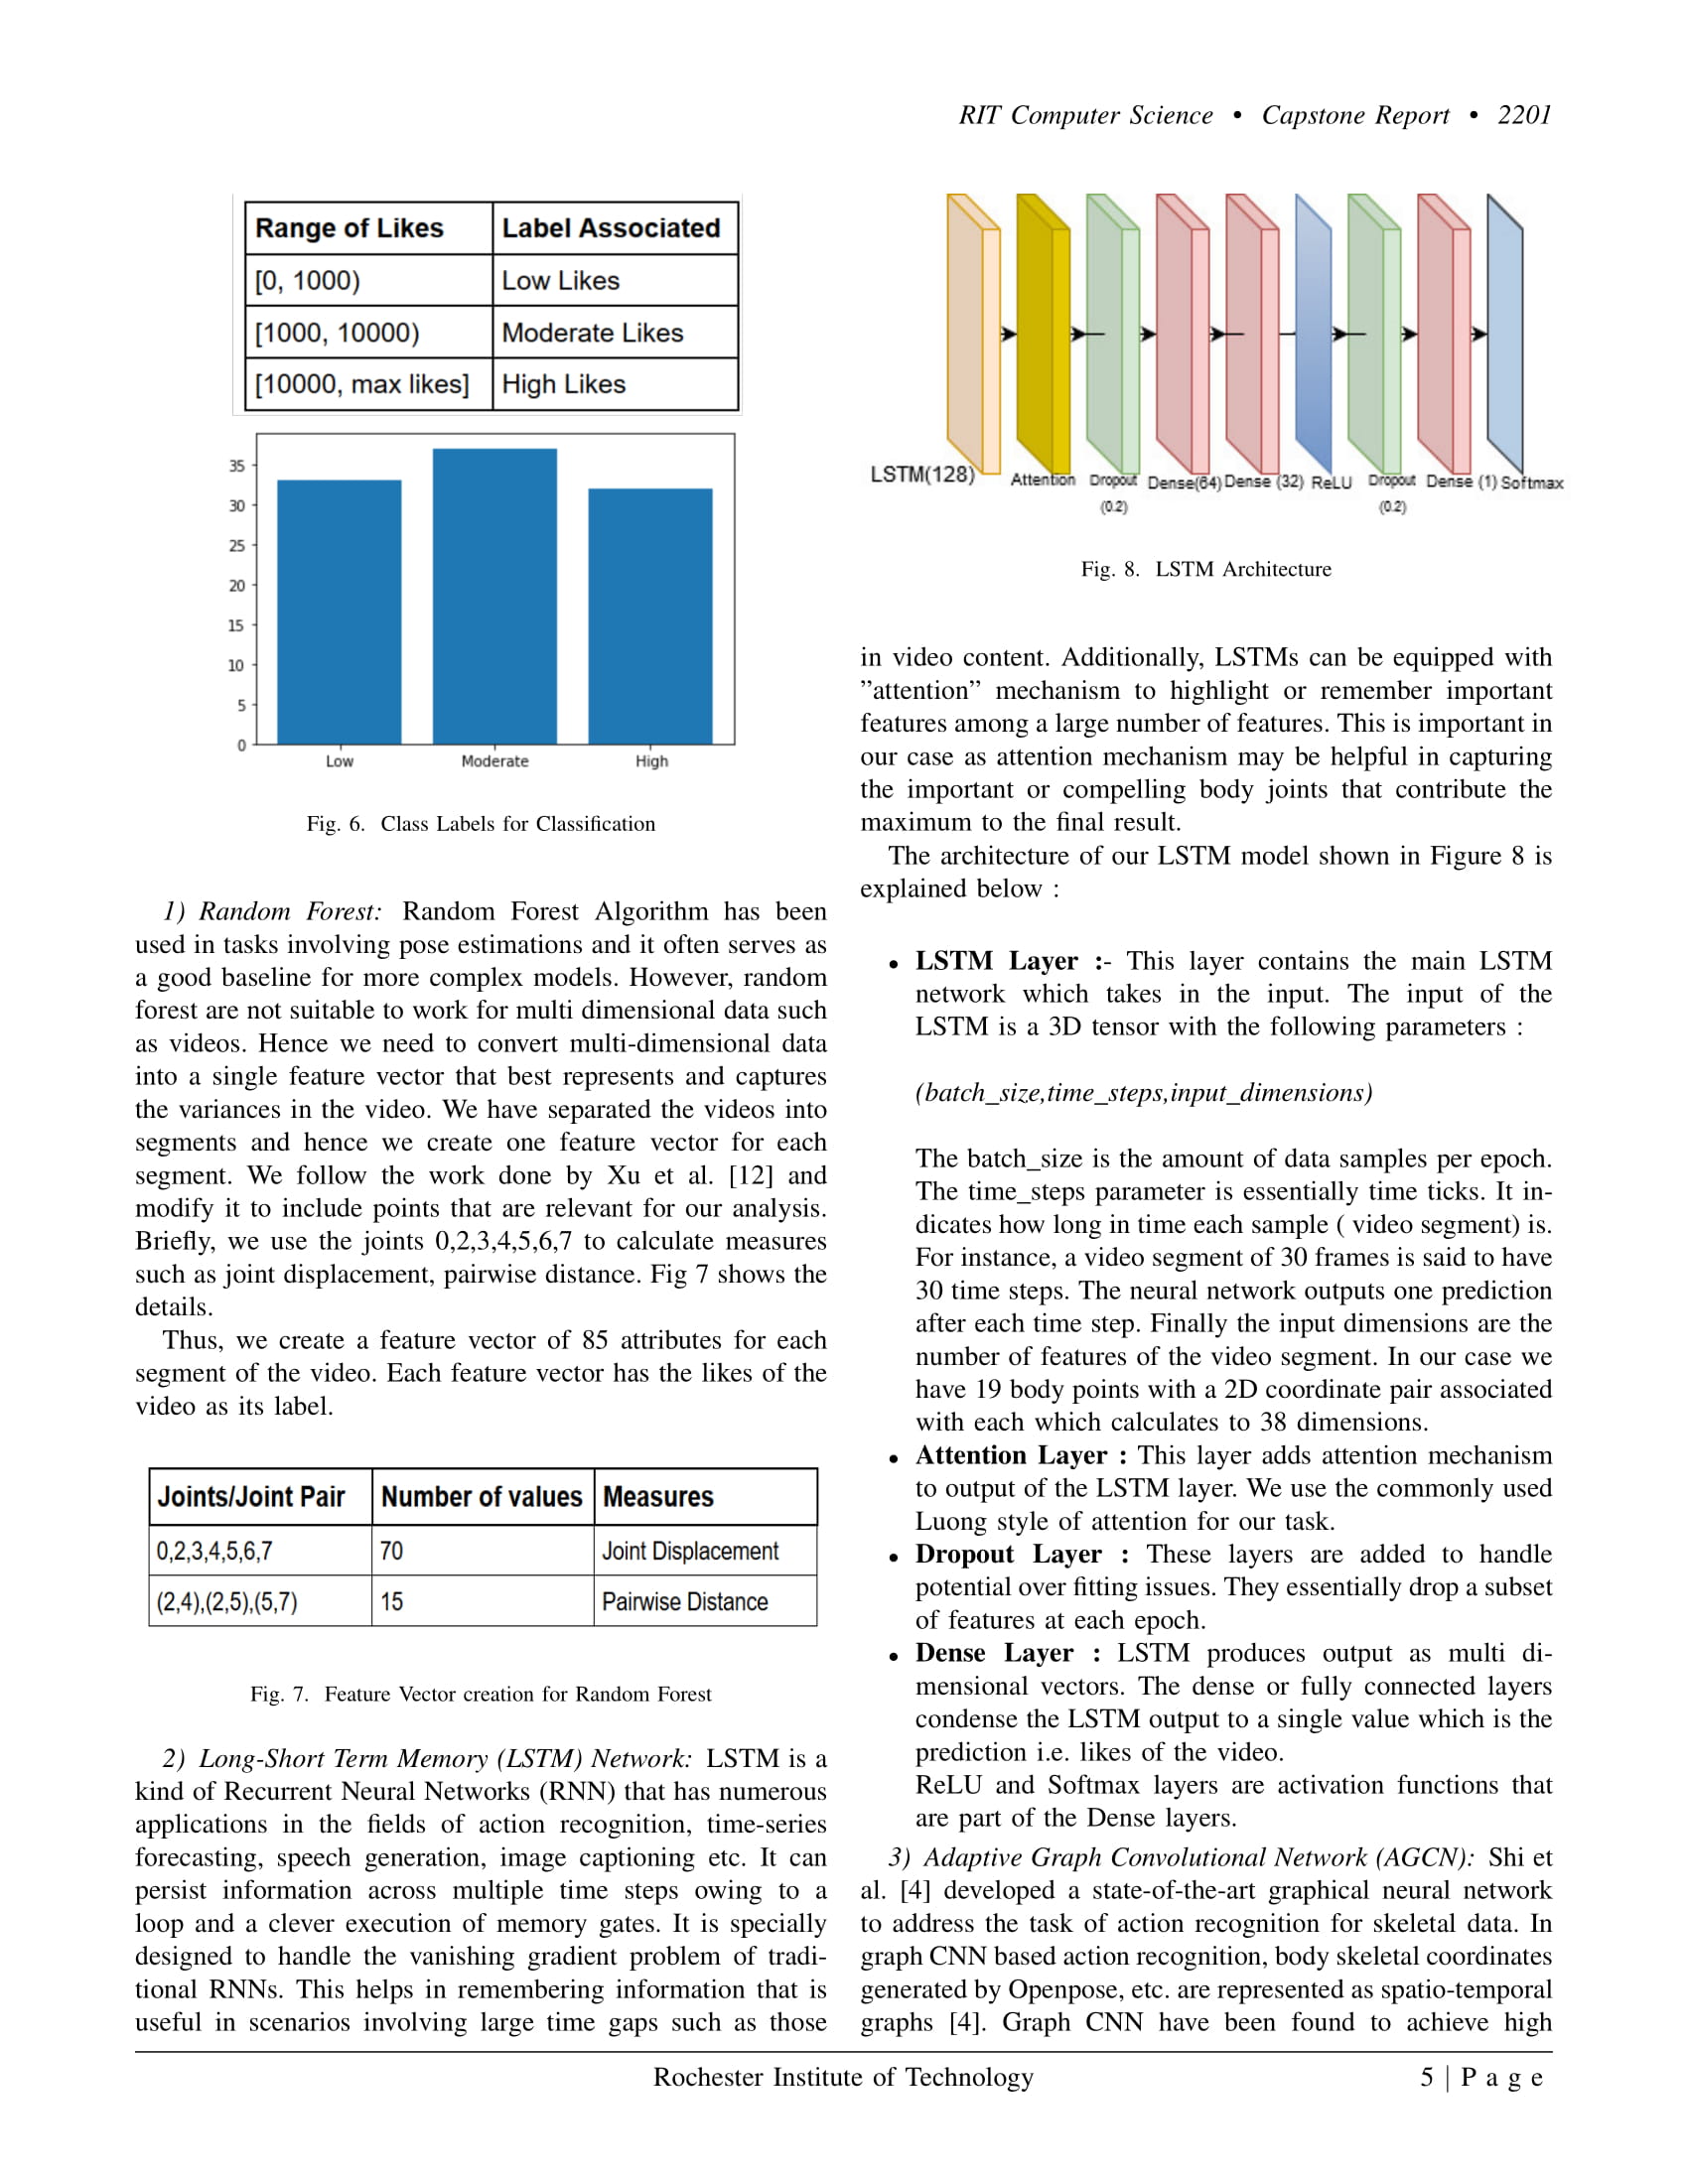 RIT Computer Science • Capstone Report • 2201
Range of Likes Label Associated
[0, 1000) Low Likes
[1000, 10000) Moderate Likes
[10000, max likes] High Likes
35
30
25
20
15
10
5
0
Low Moderate High
Fig. 6. Class Labels for Classification
1) Random Forest: Random Forest Algorithm has been
used in tasks involving pose estimations and it often serves as
a good baseline for more complex models. However, random
forest are not suitable to work for multi dimensional data such
as videos. Hence we need to convert multi-dimensional data
into a single feature vector that best represents and captures
the variances in the video. We have separated the videos into
segments and hence we create one feature vector for each
segment. We follow the work done by Xu et al. [12] and
modify it to include points that are relevant for our analysis.
Briefly, we use the joints 0,2,3,4,5,6,7 to calculate measures
such as joint displacement, pairwise distance. Fig 7 shows the
details.
Thus, we create a feature vector of 85 attributes for each
segment of the video. Each feature vector has the likes of the
video as its label.
Joints/Joint Pair Number of values Measures
0,2,3,4,5,6,7 70 Joint Displacement
(2,4),(2,5),(5,7) 15 Pairwise Distance
Fig. 7. Feature Vector creation for Random Forest
2) Long-Short Term Memory (LSTM) Network: LSTM is a
kind of Recurrent Neural Networks (RNN) that has numerous
applications in the fields of action recognition, time-series
forecasting, speech generation, image captioning etc. It can
persist information across multiple time steps owing to a
loop and a clever execution of memory gates. It is specially
designed to handle the vanishing gradient problem of tradi-
tional RNNs. This helps in remembering information that is
useful in scenarios involving large time gaps such as those
LSTM(128) Attention Dropout Dense(64) Dense (32) ReLU Dropout Dense (1) Softmax
(0.2) (0.2)
Fig. 8. LSTM Architecture
in video content. Additionally, LSTMs can be equipped with
”attention” mechanism to highlight or remember important
features among a large number of features. This is important in
our case as attention mechanism may be helpful in capturing
the important or compelling body joints that contribute the
maximum to the final result.
The architecture of our LSTM model shown in Figure 8 is
explained below :
• LSTM Layer :- This layer contains the main LSTM
network which takes in the input. The input of the
LSTM is a 3D tensor with the following parameters :
(batch_size,time_steps,input_dimensions)
The batch_size is the amount of data samples per epoch.
The time_steps parameter is essentially time ticks. It in-
dicates how long in time each sample ( video segment) is.
For instance, a video segment of 30 frames is said to have
30 time steps. The neural network outputs one prediction
after each time step. Finally the input dimensions are the
number of features of the video segment. In our case we
have 19 body points with a 2D coordinate pair associated
with each which calculates to 38 dimensions.
• Attention Layer : This layer adds attention mechanism
to output of the LSTM layer. We use the commonly used
Luong style of attention for our task.
• Dropout Layer : These layers are added to handle
potential over fitting issues. They essentially drop a subset
of features at each epoch.
• Dense Layer : LSTM produces output as multi di-
mensional vectors. The dense or fully connected layers
condense the LSTM output to a single value which is the
prediction i.e. likes of the video.
ReLU and Softmax layers are activation functions that
are part of the Dense layers.
3) Adaptive Graph Convolutional Network (AGCN): Shi et
al. [4] developed a state-of-the-art graphical neural network
to address the task of action recognition for skeletal data. In
graph CNN based action recognition, body skeletal coordinates
generated by Openpose, etc. are represented as spatio-temporal
graphs [4]. Graph CNN have been found to achieve high
Rochester Institute of Technology 5 | P a g e